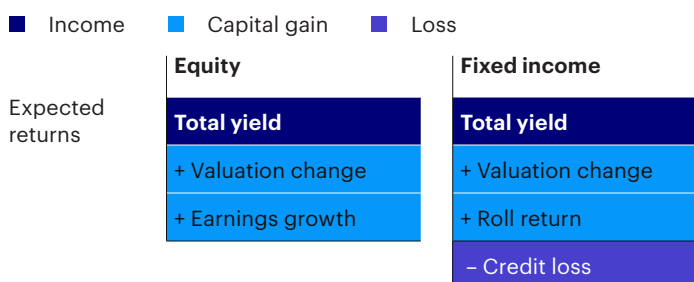 Income Capital gain Loss
Equity Fixed income
Expected
returns
Total yield Total yield
+ Valuation change + Valuation change
+ Earnings growth + Roll return
– Credit loss